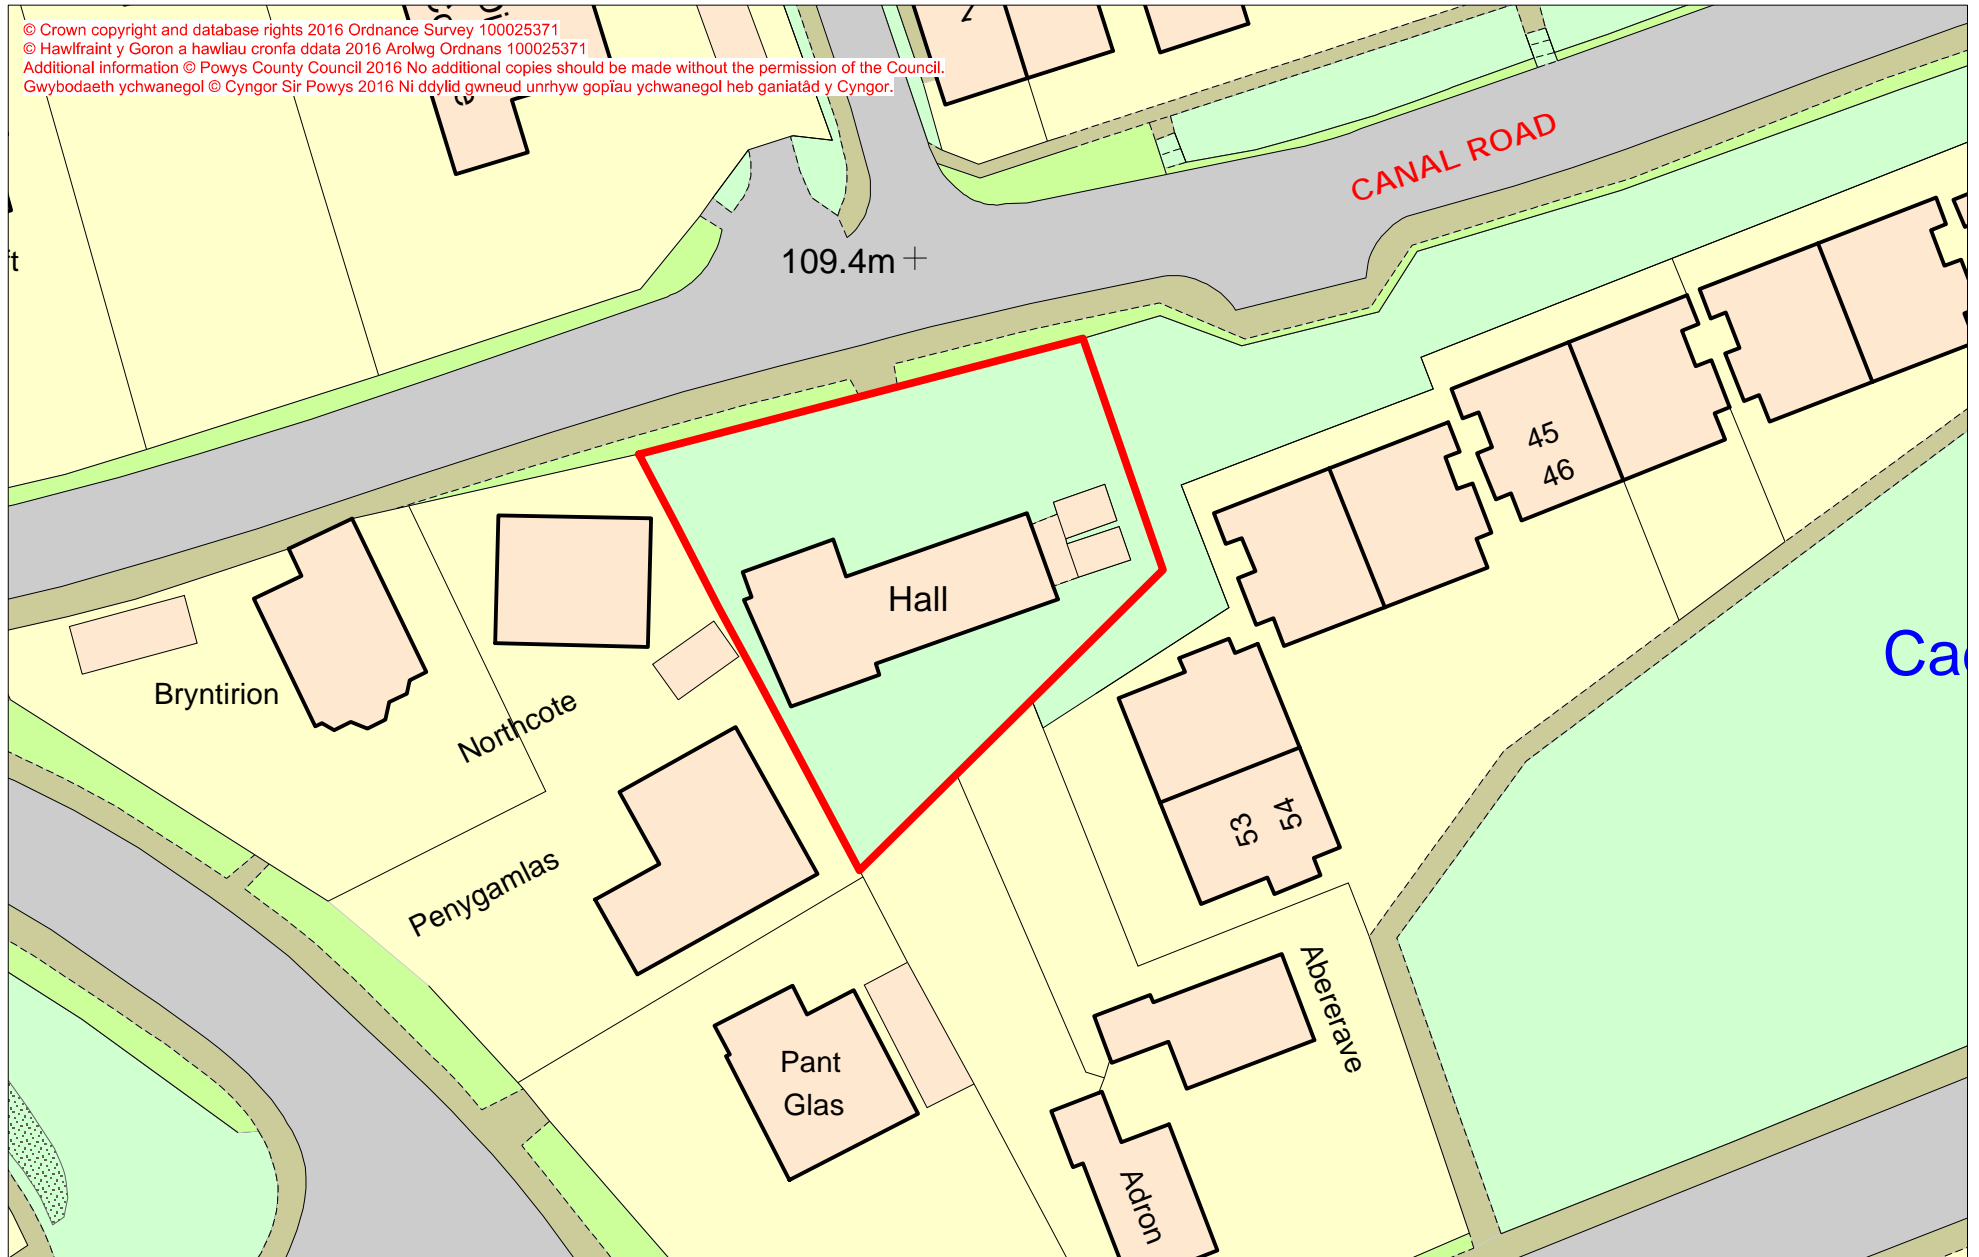 © Crown copyright and database rights 2016 Ordnance Survey 100025371
© Hawlfraint y Goron a hawliau cronfa ddata 2016 Arolwg Ordnans 100025371
Additional information © Powys County Council 2016 No additional copies should be made without the permission of the Council.
Gwybodaeth ychwanegol © Cyngor Sir Powys 2016 Ni ddylid gwneud unrhyw gopïau ychwanegol heb ganiatâd y Cyngor.
CANAL ROAD
109.4m
45
46
Hall
Bryntirion
Northcote
Penygamlas
53
54
Pant
Glas
Abererave
Adron